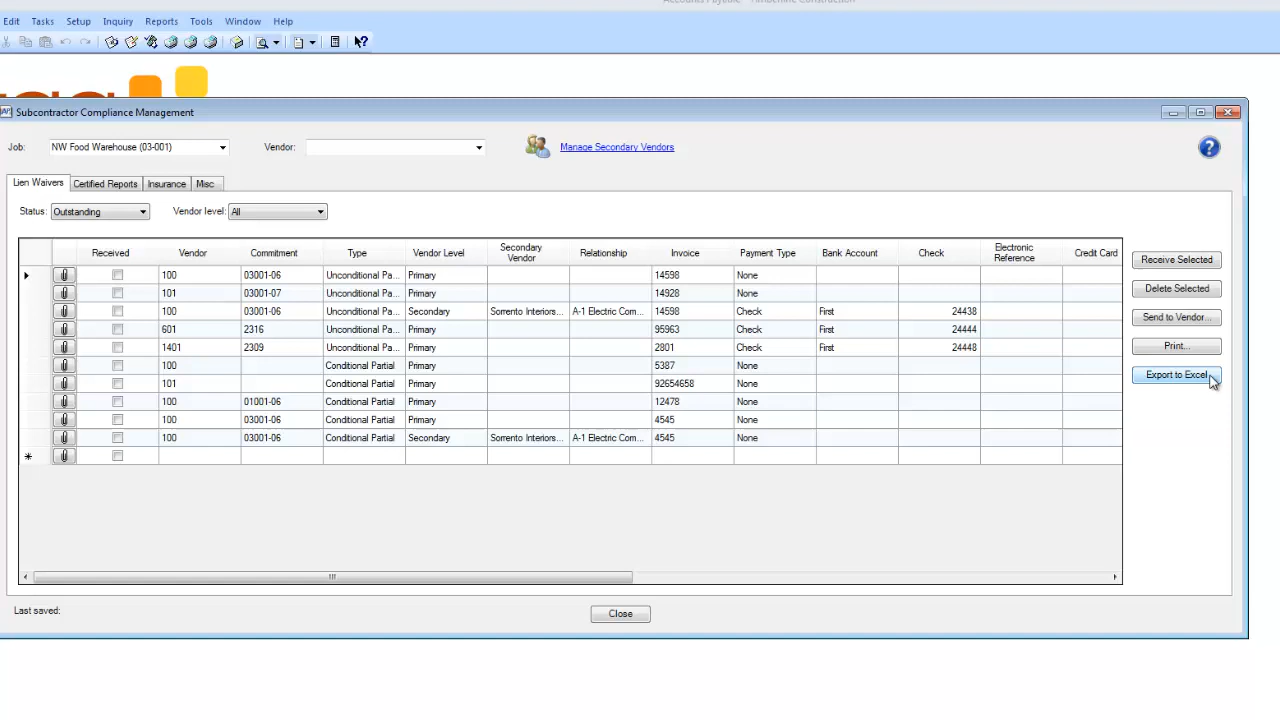 Accounts Payable - Timberline Construction
Edit Tasks Setup Inquiry Reports Tools Window Help
Subcontractor Compliance Management
Job: NW Food Warehouse (03-001) Vendor: Manage Secondary Vendors
Lien Waivers Certified Reports Insurance Misc
Status: Outstanding Vendor level: All
Received Vendor Commitment Type Vendor Level Secondary Vendor Relationship Invoice Payment Type Bank Account Check Electronic Reference Credit Card
100 03001-06 Unconditional Pa... Primary 14598 None
101 03001-07 Unconditional Pa... Primary 14928 None
100 03001-06 Unconditional Pa... Secondary Sorrento Interiors... A-1 Electric Com... 14598 Check First 24438
601 2316 Unconditional Pa... Primary 95963 Check First 24444
1401 2309 Unconditional Pa... Primary 2801 Check First 24448
100 Conditional Partial Primary 5387 None
101 Conditional Partial Primary 92654658 None
100 01001-06 Conditional Partial Primary 12478 None
100 03001-06 Conditional Partial Primary 4545 None
100 03001-06 Conditional Partial Secondary Sorrento Interiors... A-1 Electric Com... 4545 None
Receive Selected
Delete Selected
Send to Vendor...
Print...
Export to Excel
Last saved:
Close